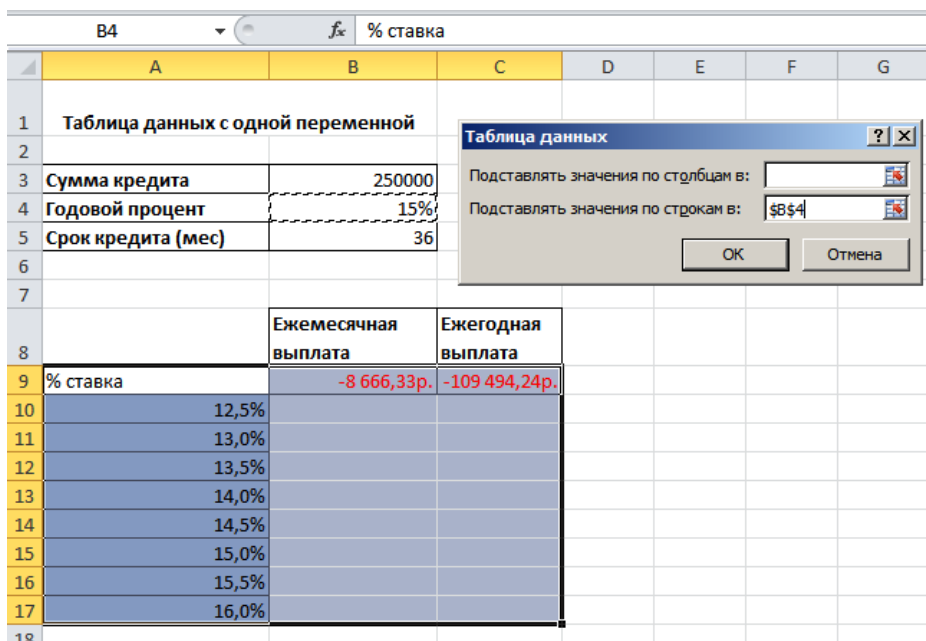 B4 fx % ставка
A B C D E F G
1 Таблица данных с одной переменной
2
3 Сумма кредита 250000
4 Годовой процент 15%
5 Срок кредита (мес) 36
6
7
8 Ежемесячная выплата Ежегодная выплата
9 % ставка -8 666,33р. -109 494,24р.
10 12,5%
11 13,0%
12 13,5%
13 14,0%
14 14,5%
15 15,0%
16 15,5%
17 16,0%
18
Таблица данных
Подставлять значения по столбцам в:
Подставлять значения по строкам в: $B$4
ОК Отмена